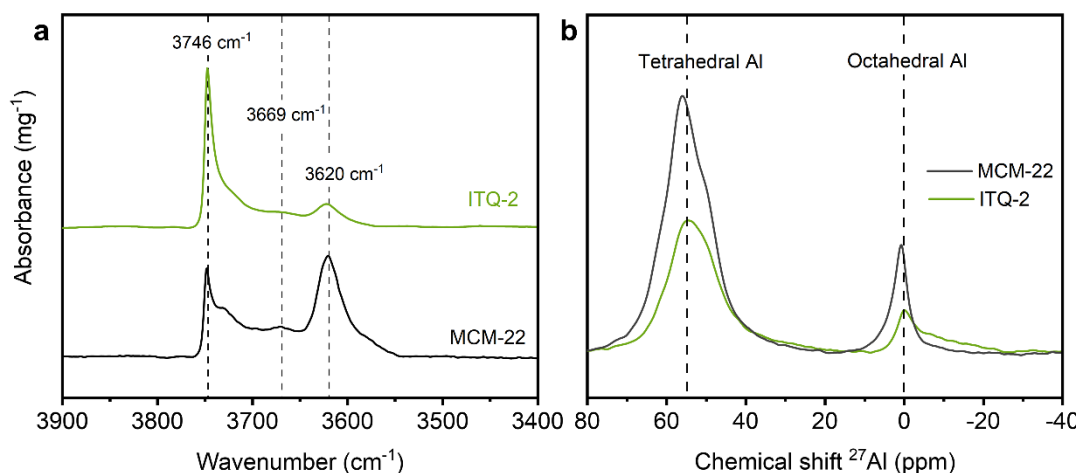 a
3746 cm⁻¹
3669 cm⁻¹
3620 cm⁻¹
ITQ-2
MCM-22
Absorbance (mg⁻¹)
3900 3800 3700 3600 3500 3400
Wavenumber (cm⁻¹)
b
Tetrahedral Al
Octahedral Al
MCM-22
ITQ-2
80 60 40 20 0 -20 -40
Chemical shift ²⁷Al (ppm)